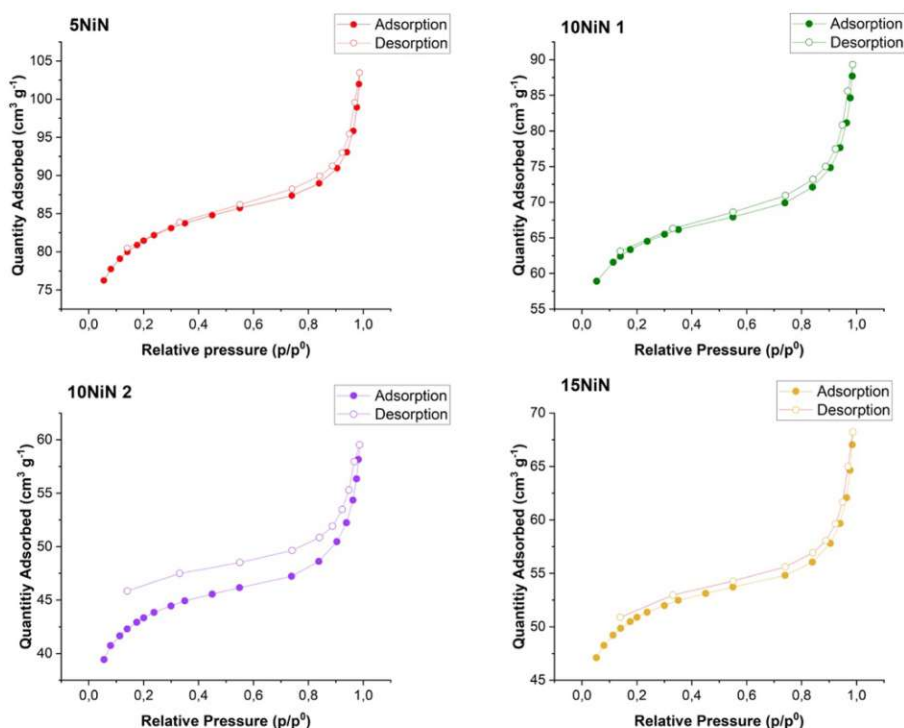 5NiN
Adsorption
Desorption
105
100
95
90
85
80
75
Quantity Adsorbed (cm³ g⁻¹)
0,0 0,2 0,4 0,6 0,8 1,0
Relative pressure (p/p⁰)
10NiN 1
Adsorption
Desorption
90
85
80
75
70
65
60
55
Quantity Adsorbed (cm³ g⁻¹)
0,0 0,2 0,4 0,6 0,8 1,0
Relative Pressure (p/p⁰)
10NiN 2
Adsorption
Desorption
60
55
50
45
40
Quantitiy Adsorbed (cm³ g⁻¹)
0,0 0,2 0,4 0,6 0,8 1,0
Relative Pressure (p/p⁰)
15NiN
Adsorption
Desorption
70
65
60
55
50
45
Quantitiy Adsorbed (cm³ g⁻¹)
0,0 0,2 0,4 0,6 0,8 1,0
Relative Pressure (p/p⁰)